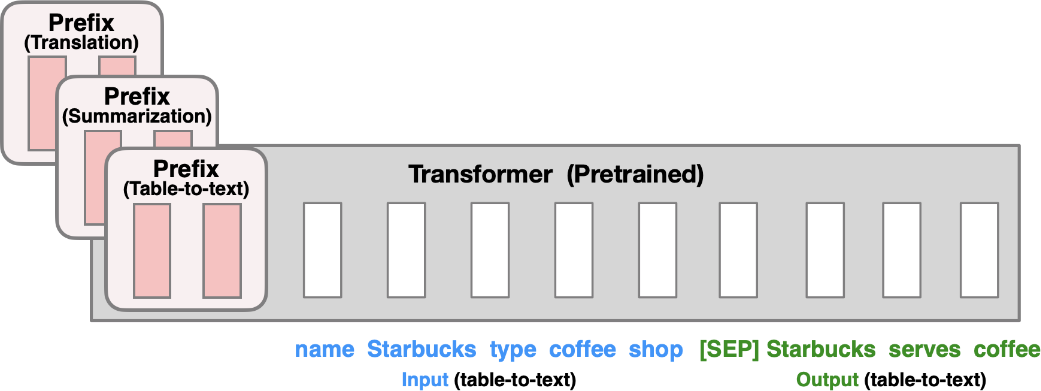 Prefix
(Translation)
Prefix
(Summarization)
Prefix
(Table-to-text)
Transformer (Pretrained)
name Starbucks type coffee shop [SEP] Starbucks serves coffee
Input (table-to-text) Output (table-to-text)